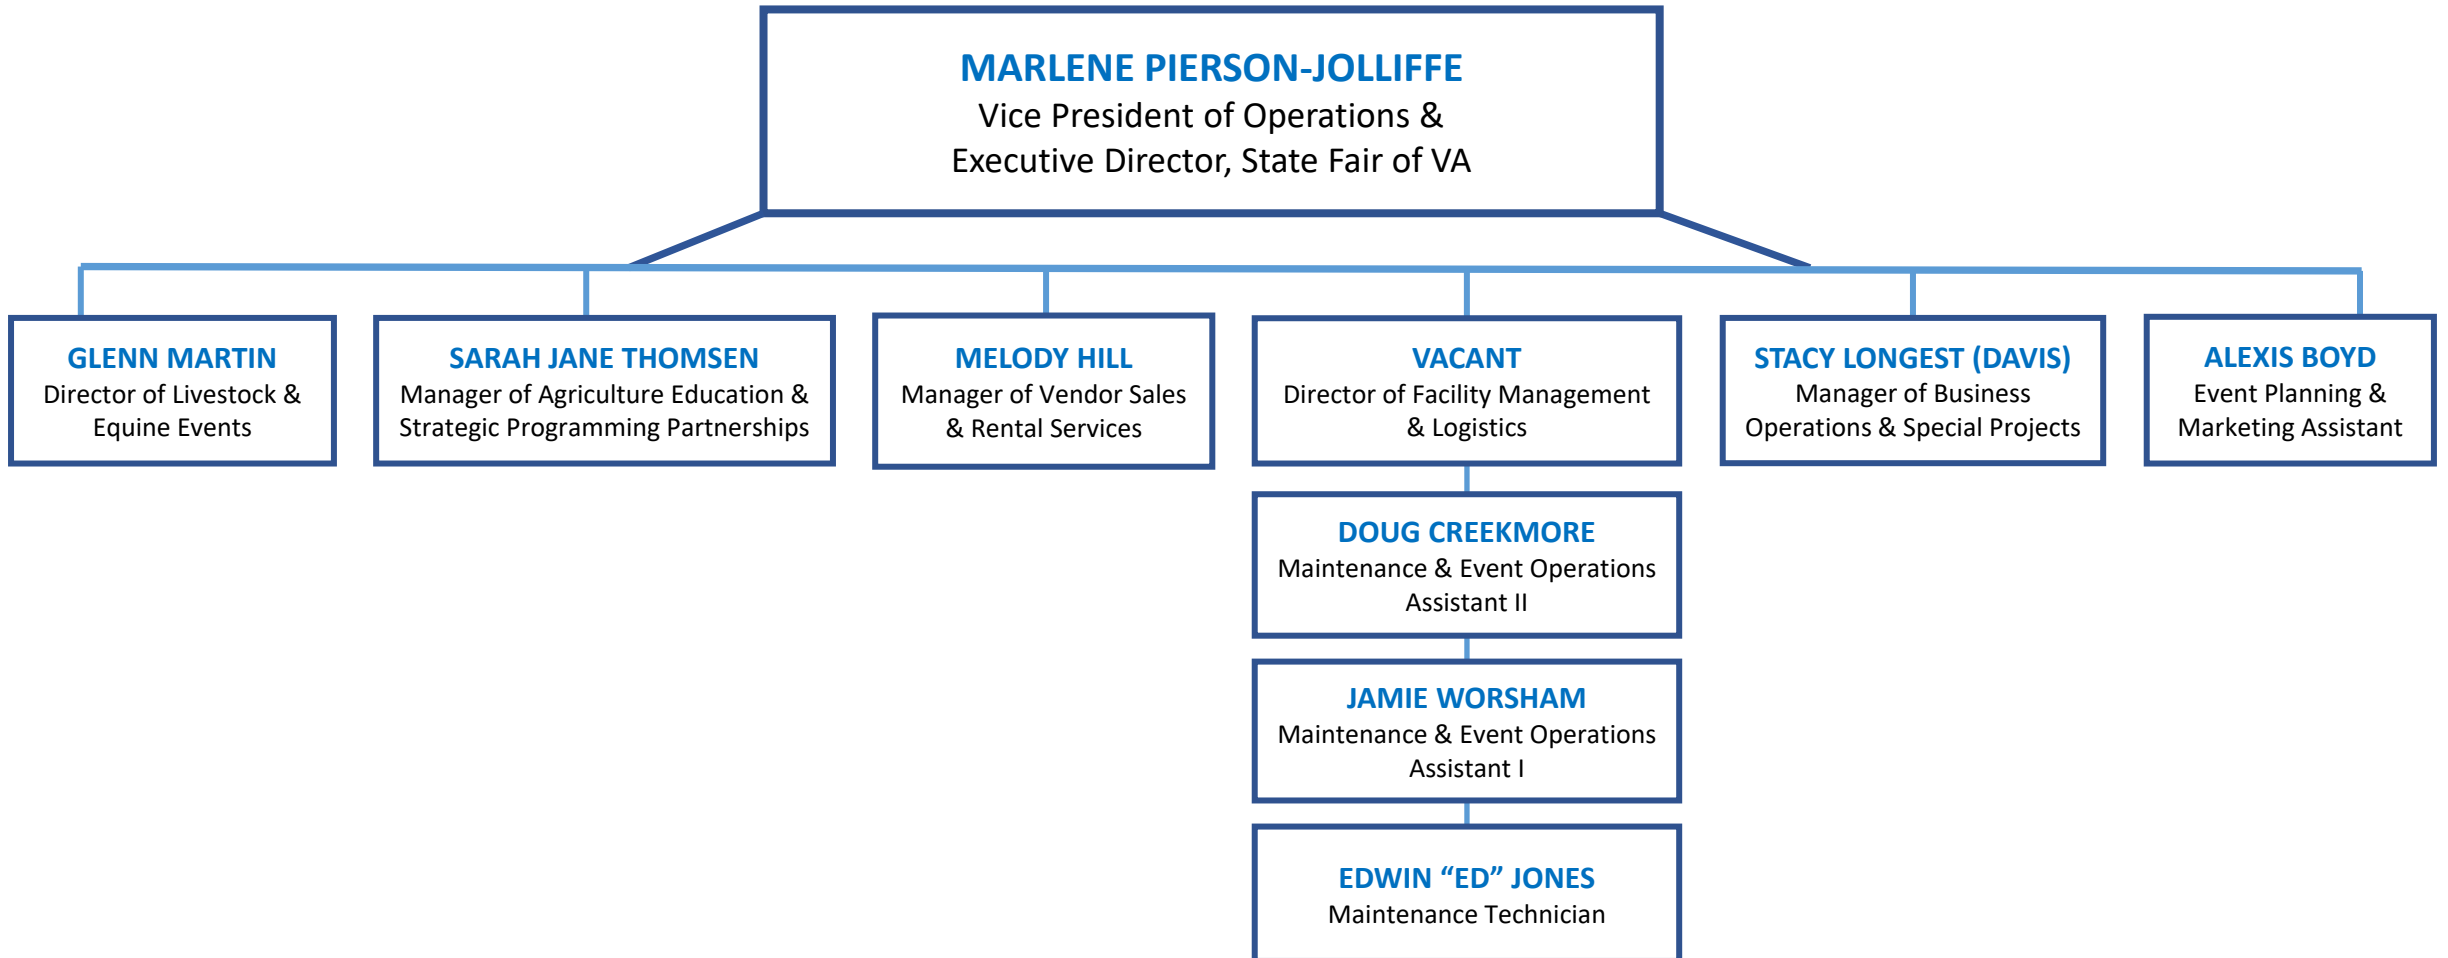 MARLENE PIERSON-JOLLIFFE
Vice President of Operations &
Executive Director, State Fair of VA
GLENN MARTIN
Director of Livestock &
Equine Events
SARAH JANE THOMSEN
Manager of Agriculture Education &
Strategic Programming Partnerships
MELODY HILL
Manager of Vendor Sales
& Rental Services
VACANT
Director of Facility Management
& Logistics
STACY LONGEST (DAVIS)
Manager of Business
Operations & Special Projects
ALEXIS BOYD
Event Planning &
Marketing Assistant
DOUG CREEKMORE
Maintenance & Event Operations
Assistant II
JAMIE WORSHAM
Maintenance & Event Operations
Assistant I
EDWIN “ED” JONES
Maintenance Technician